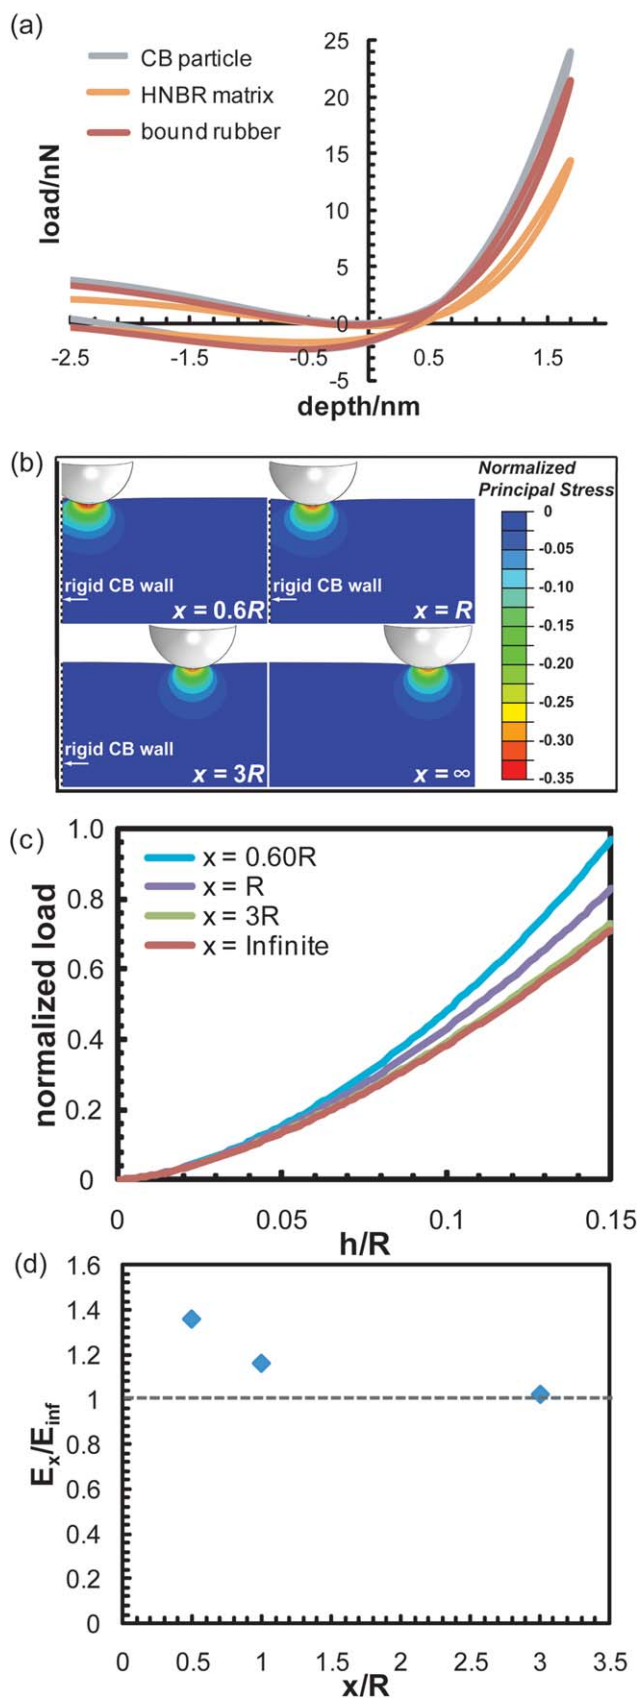 (a)
CB particle
HNBR matrix
bound rubber
load/nN
25
20
15
10
5
0
-5
-2.5
-1.5
-0.5
0.5
1.5
depth/nm
(b)
Normalized
Principal Stress
0
-0.05
-0.10
-0.15
-0.20
-0.25
-0.30
-0.35
rigid CB wall
x = 0.6R
rigid CB wall
x = R
rigid CB wall
x = 3R
x = ∞
(c)
x = 0.60R
x = R
x = 3R
x = Infinite
normalized load
1.0
0.8
0.6
0.4
0.2
0
0
0.05
0.1
0.15
h/R
(d)
Ex/Einf
1.6
1.4
1.2
1
0.8
0.6
0.4
0.2
0
0
0.5
1
1.5
2
2.5
3
3.5
x/R